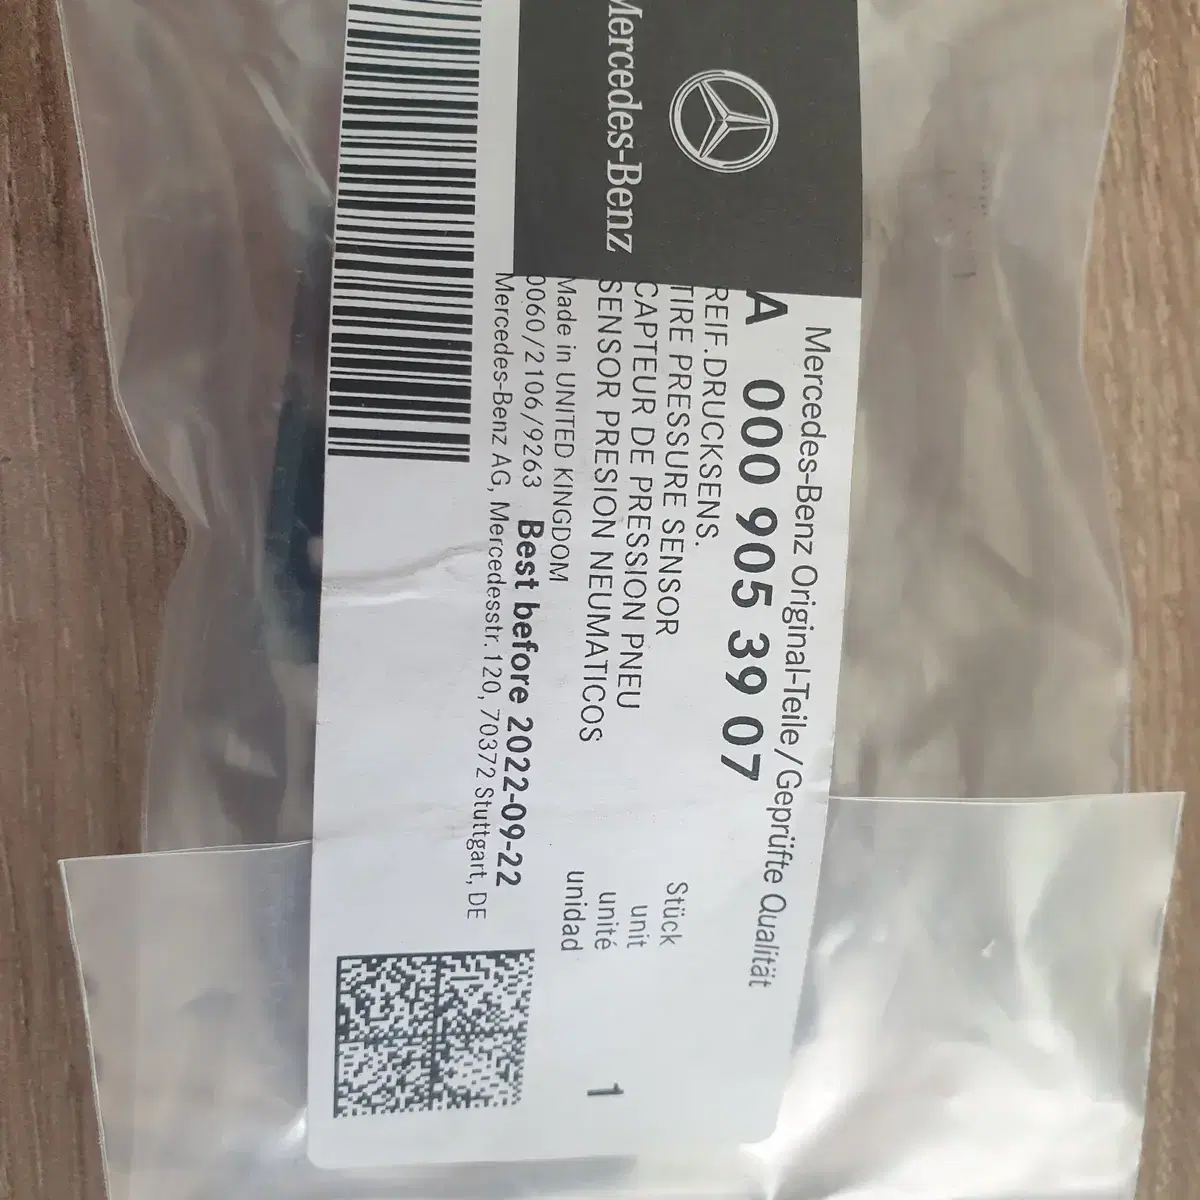 Mercedes-Benz
Mercedes-Benz Original-Teile/Geprüfte Qualität
A 000 905 39 07
REIF.DRUCKSENS.
TIRE PRESSURE SENSOR
CAPTEUR DE PRESSION PNEU
SENSOR PRESION NEUMATICOS
Stück
unit
unité
unidad
1
Made in UNITED KINGDOM
0060/2106/9263 Best before 2022-09-22
Mercedes-Benz AG, Mercedesstr. 120, 70372 Stuttgart, DE